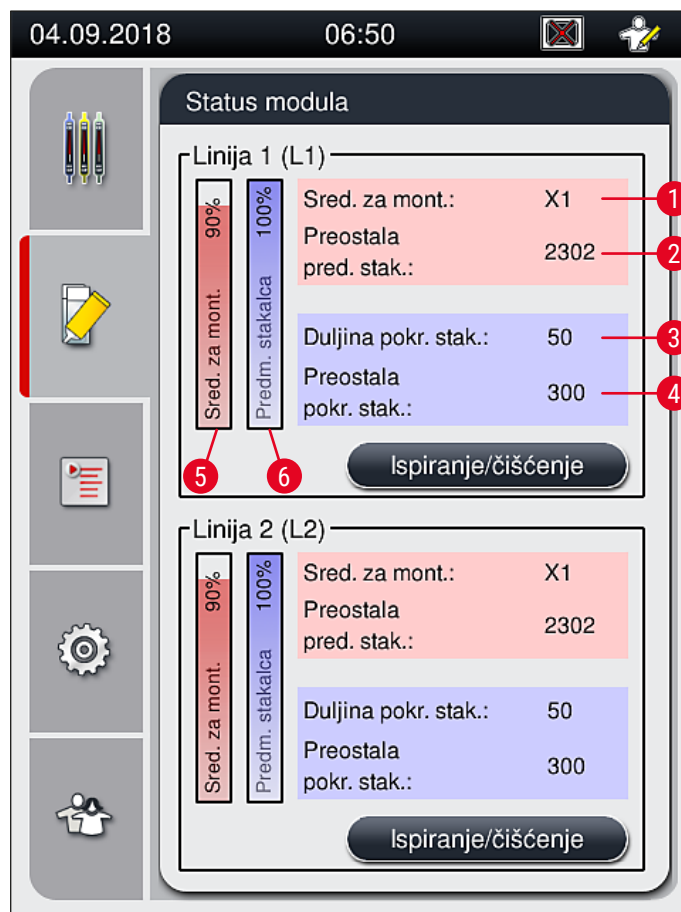 04.09.2018 06:50
Status modula
Linija 1 (L1)
90%
Sred. za mont.
100%
Predm. stakalca
Sred. za mont.: X1
1
Preostala
pred. stak.: 2302
2
Duljina pokr. stak.: 50
3
Preostala
pokr. stak.: 300
4
5
6
Ispiranje/čišćenje
Linija 2 (L2)
90%
Sred. za mont.
100%
Predm. stakalca
Sred. za mont.: X1
Preostala
pred. stak.: 2302
Duljina pokr. stak.: 50
Preostala
pokr. stak.: 300
Ispiranje/čišćenje